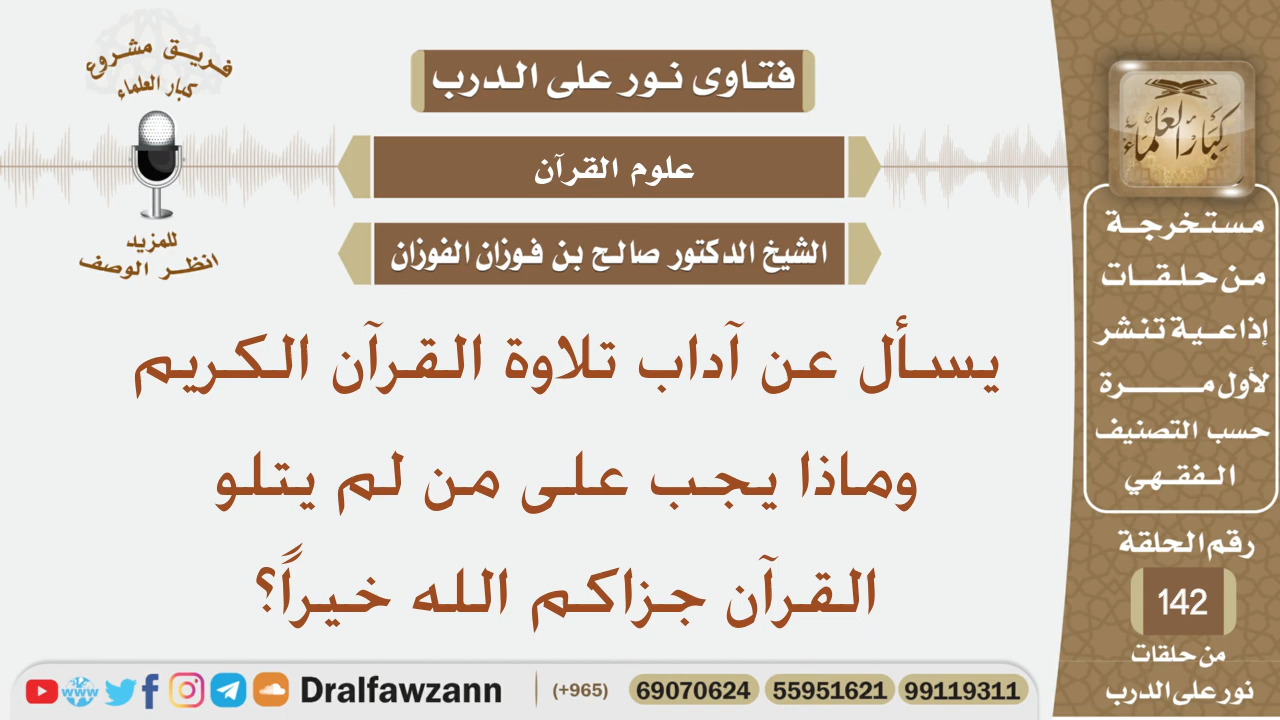 فريق مشروع
كبار العلماء
للمزيد
انظر الوصف
فتاوى نور على الدرب
علوم القرآن
الشيخ الدكتور صالح بن فوزان الفوزان
يسأل عن آداب تلاوة القرآن الكريم
وماذا يجب على من لم يتلو
القرآن جزاكم الله خيراً؟
كبار العلماء
مستخرجة
من حلقات
إذاعية تنشر
لأول مرة
حسب التصنيف
الفقهي
رقم الحلقة
142
من حلقات
نور على الدرب
www
Dralfawzann
(+965)
69070624
55951621
99119311